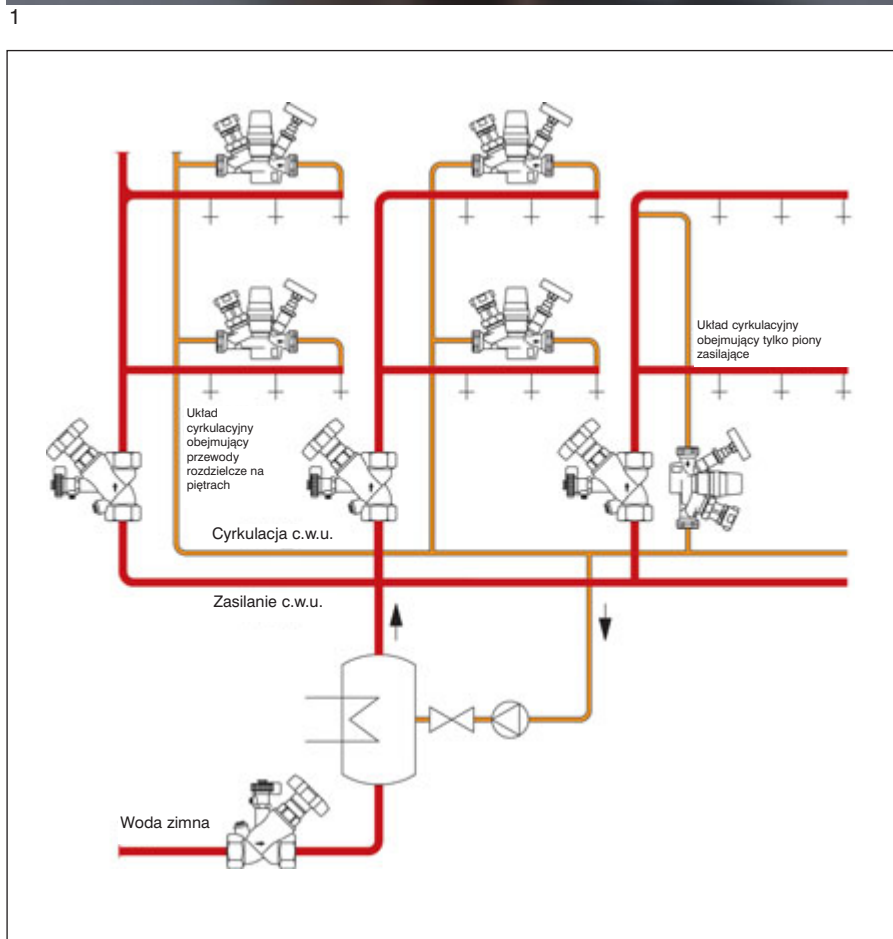 1
Układ cyrkulacyjny
obejmujący tylko piony
zasilające
Układ
cyrkulacyjny
obejmujący
przewody
rozdzielcze na
piętrach
Cyrkulacja c.w.u.
Zasilanie c.w.u.
Woda zimna